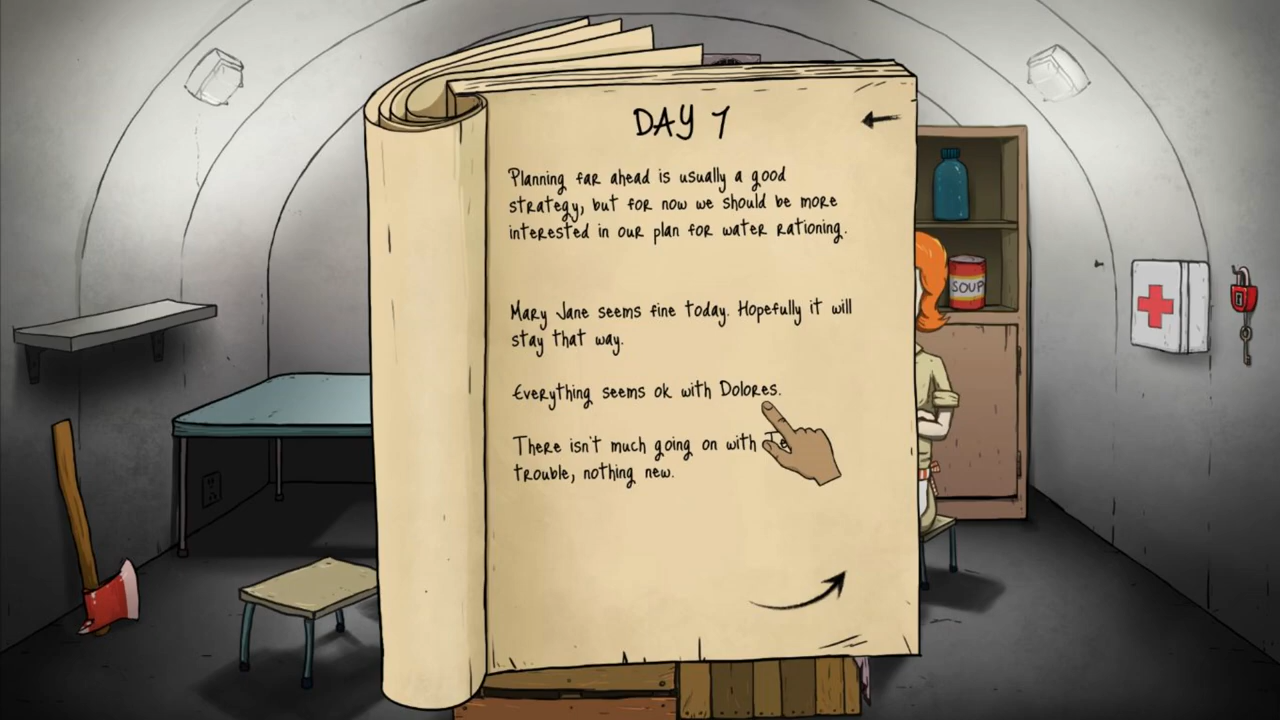 DAY 1
Planning far ahead is usually a good
strategy, but for now we should be more
interested in our plan for water rationing.
Mary Jane seems fine today. Hopefully it will
stay that way.
Everything seems ok with Dolores.
There isn't much going on with
trouble, nothing new.
SOUP